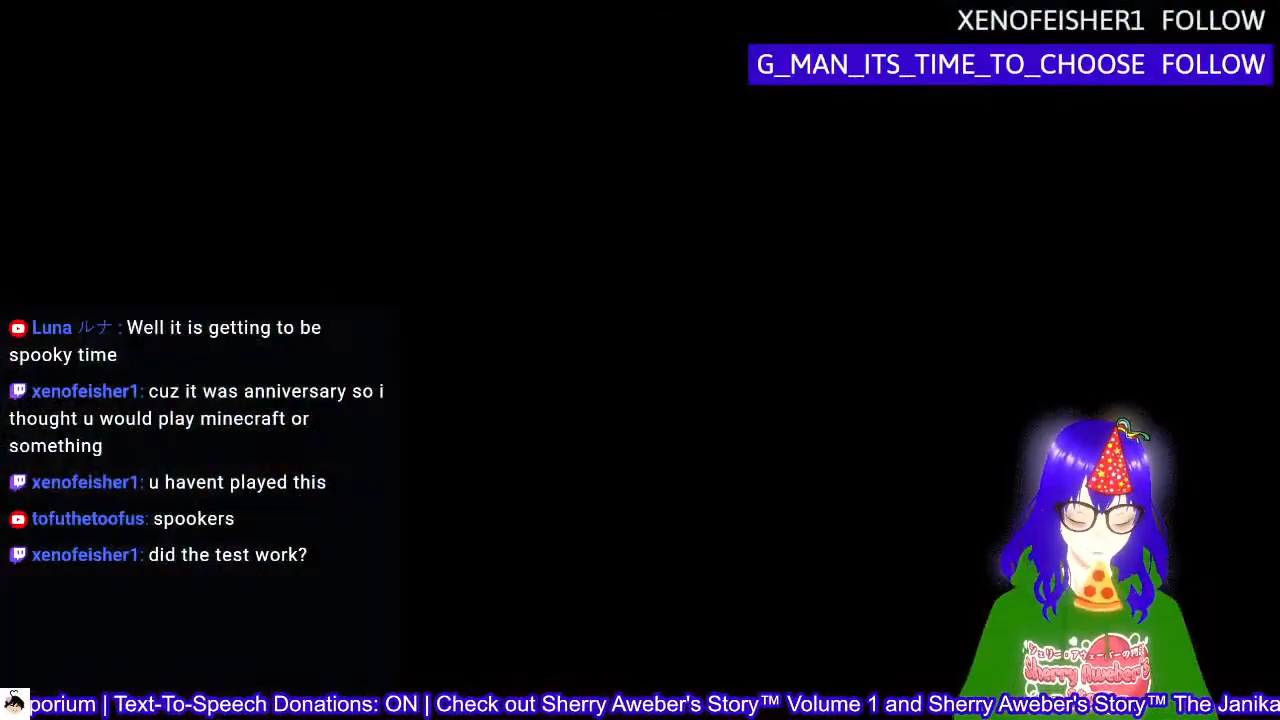 XENOFEISHER1 FOLLOW
G_MAN_ITS_TIME_TO_CHOOSE FOLLOW
Luna ルナ : Well it is getting to be
spooky time
xenofeisher1: cuz it was anniversary so i
thought u would play minecraft or
something
xenofeisher1: u havent played this
tofuthetoofus: spookers
xenofeisher1: did the test work?
Sherry Aweber's
porium | Text-To-Speech Donations: ON | Check out Sherry Aweber's Story™ Volume 1 and Sherry Aweber's Story™ The Janika